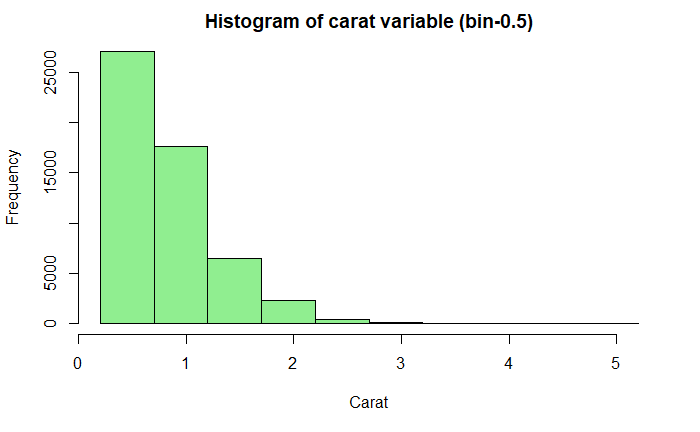 Histogram of carat variable (bin-0.5)
Frequency
25000
15000
5000
0
0 1 2 3 4 5
Carat